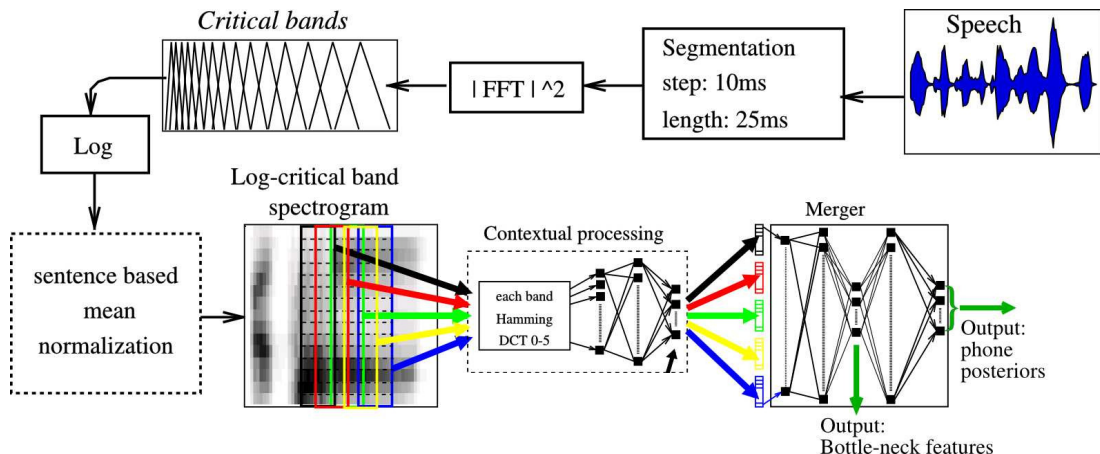 Critical bands
Speech
Segmentation
step: 10ms
length: 25ms
| FFT | ^2
Log
sentence based
mean
normalization
Log-critical band
spectrogram
Contextual processing
each band
Hamming
DCT 0-5
Merger
Output:
phone
posteriors
Output:
Bottle-neck features